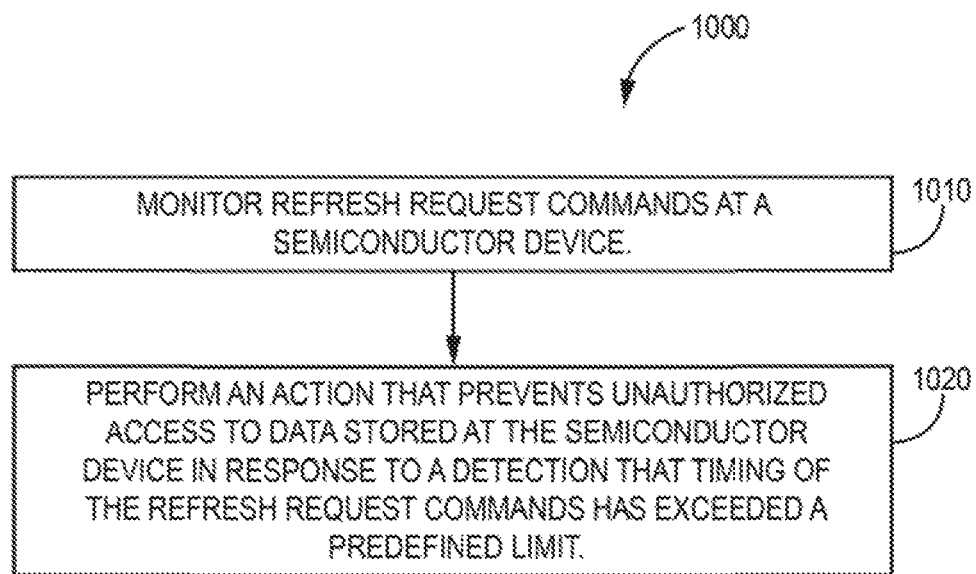 1000
MONITOR REFRESH REQUEST COMMANDS AT A
SEMICONDUCTOR DEVICE.
1010
PERFORM AN ACTION THAT PREVENTS UNAUTHORIZED
ACCESS TO DATA STORED AT THE SEMICONDUCTOR
DEVICE IN RESPONSE TO A DETECTION THAT TIMING OF
THE REFRESH REQUEST COMMANDS HAS EXCEEDED A
PREDEFINED LIMIT.
1020